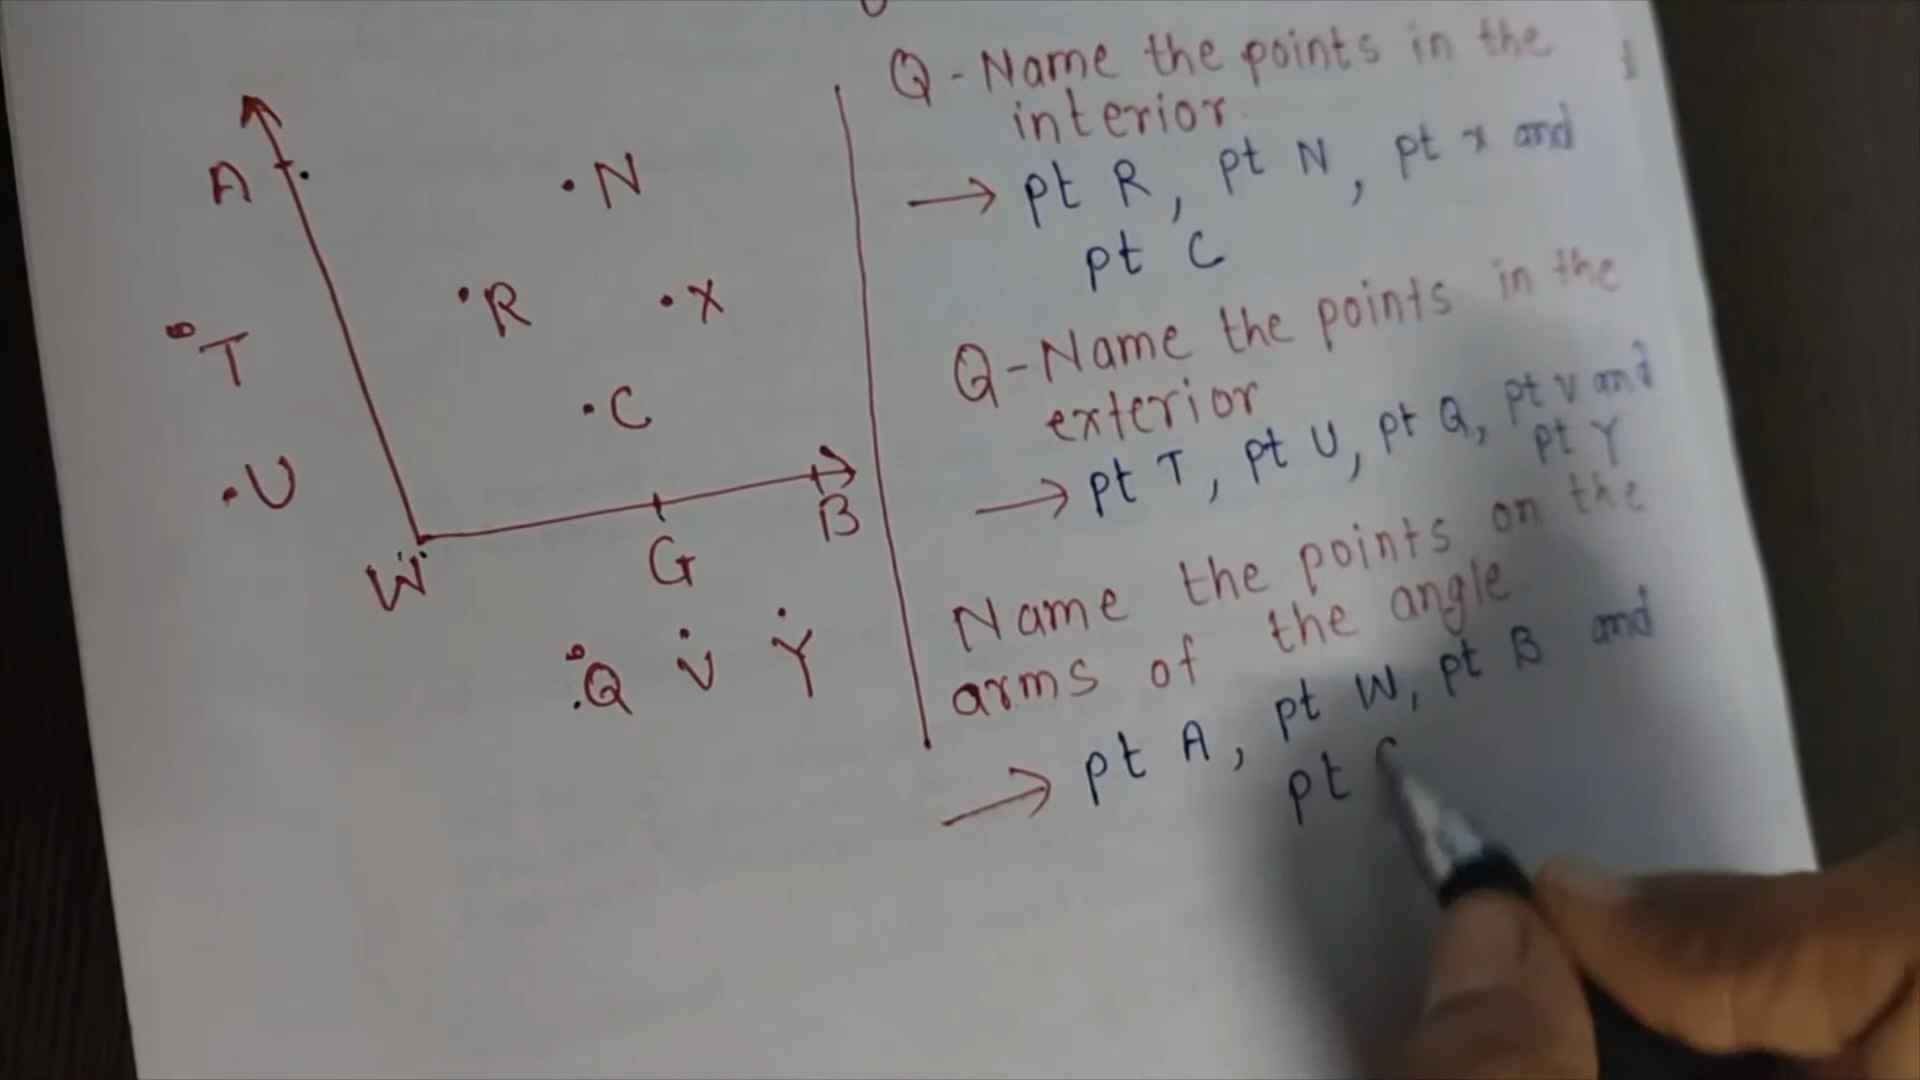 A
N
R
X
T
C
U
B
W
G
Q
V
Y
Q - Name the points in the
interior.
→ pt R, pt N, pt x and
pt C
Q - Name the points in the
exterior
→ pt T, pt U, pt Q, pt V and
pt Y
Name the points on the
arms of the angle.
→ pt A, pt W, pt B and
pt